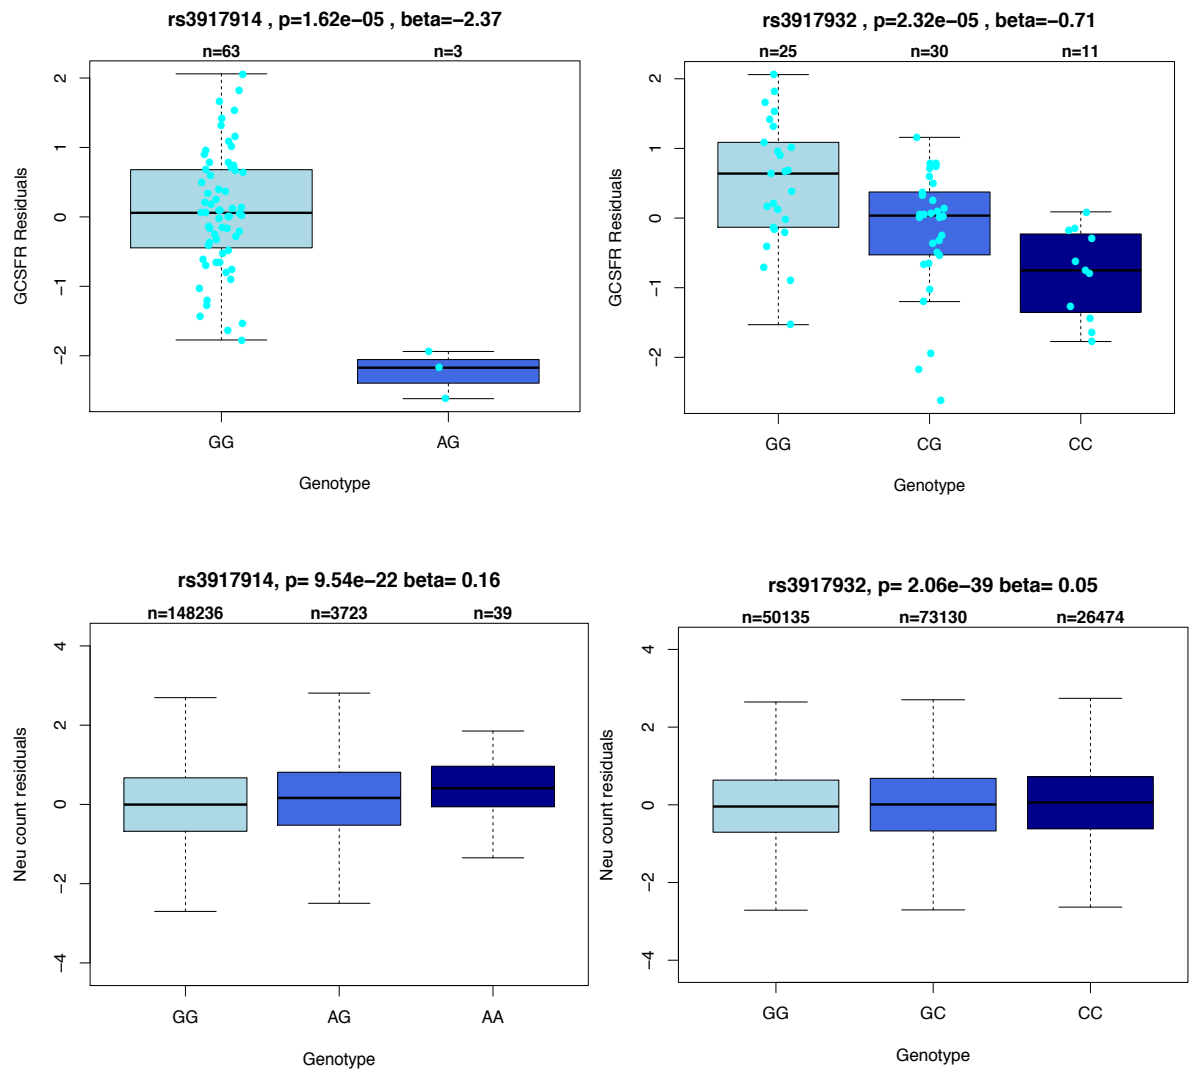 rs3917914 , p=1.62e−05 , beta=−2.37
n=63 n=3
GCSFR Residuals
2
1
0
−1
−2
GG AG
Genotype
rs3917932 , p=2.32e−05 , beta=−0.71
n=25 n=30 n=11
GCSFR Residuals
2
1
0
−1
−2
GG CG CC
Genotype
rs3917914, p= 9.54e−22 beta= 0.16
n=148236 n=3723 n=39
Neu count residuals
4
2
0
−2
−4
GG AG AA
Genotype
rs3917932, p= 2.06e−39 beta= 0.05
n=50135 n=73130 n=26474
Neu count residuals
4
2
0
−2
−4
GG GC CC
Genotype